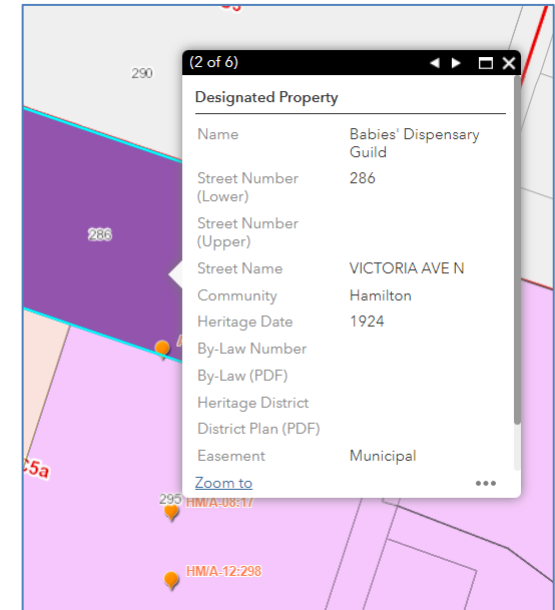 290
(2 of 6)
Designated Property
Name Babies' Dispensary
Guild
Street Number 286
(Lower)
Street Number
(Upper)
286
Street Name VICTORIA AVE N
Community Hamilton
Heritage Date 1924
By-Law Number
By-Law (PDF)
Heritage District
District Plan (PDF)
Easement Municipal
Zoom to
295 HM/A-08:17
HM/A-12:298